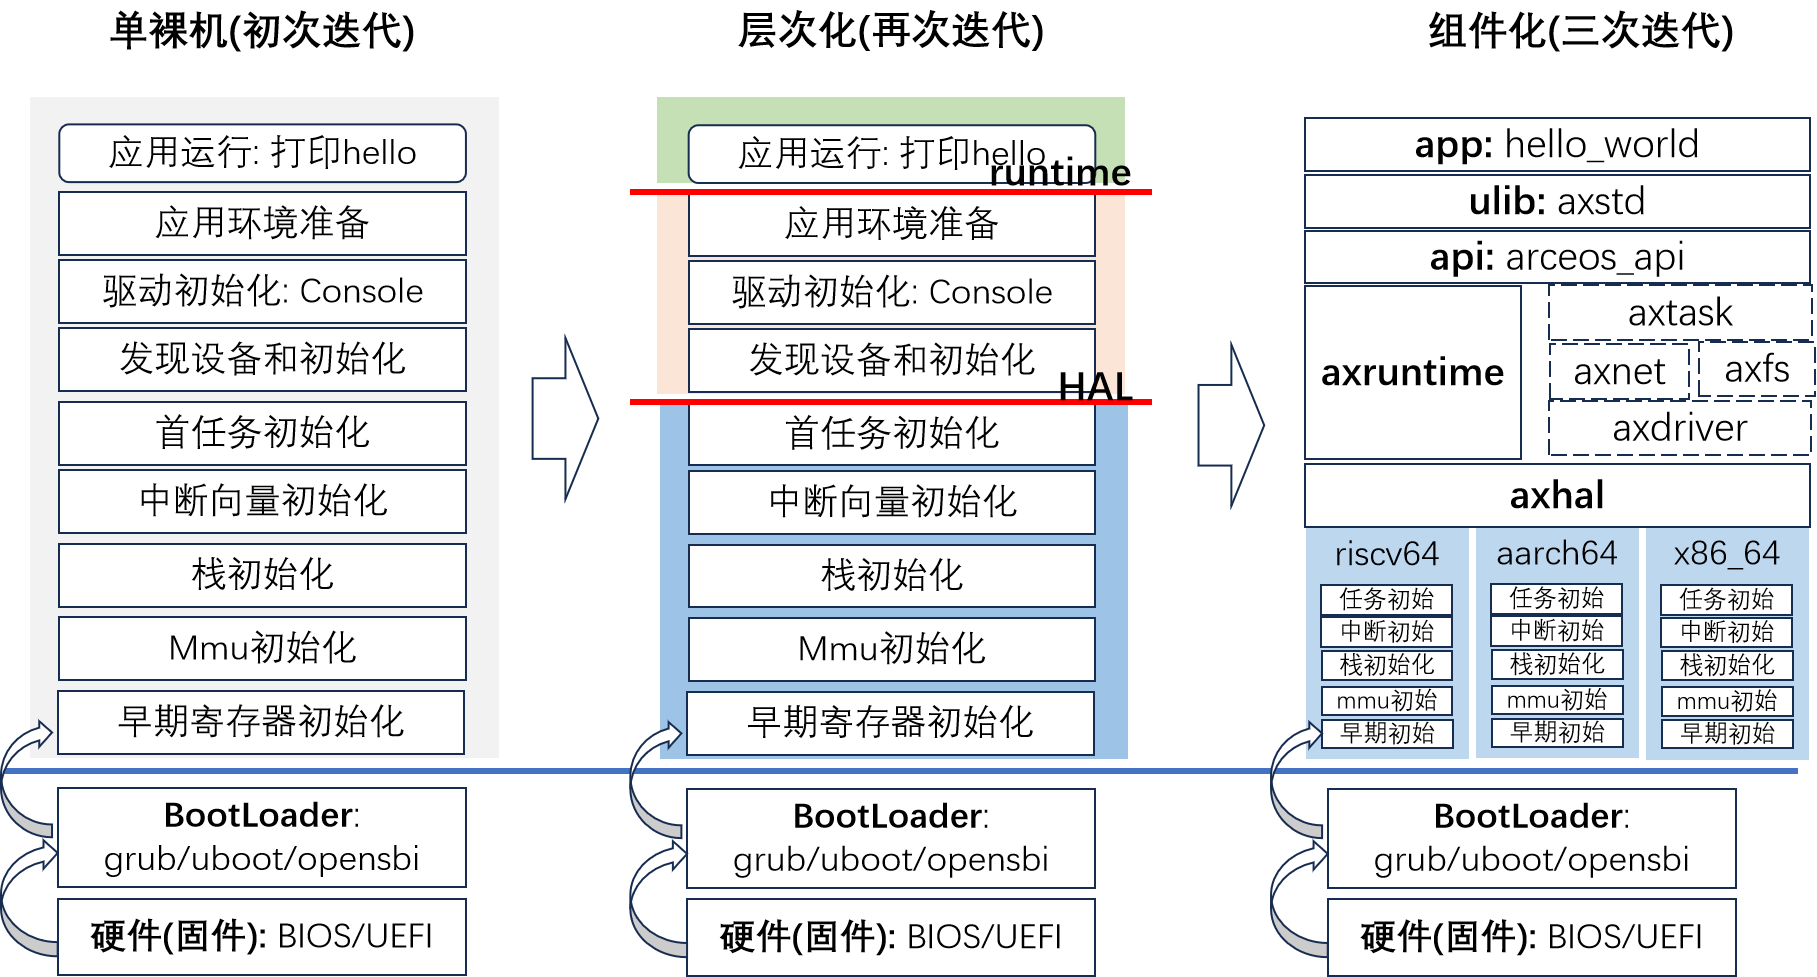 单裸机(初次迭代)
应用运行: 打印hello
应用环境准备
驱动初始化: Console
发现设备和初始化
首任务初始化
中断向量初始化
栈初始化
Mmu初始化
早期寄存器初始化
BootLoader:
grub/uboot/opensbi
硬件(固件): BIOS/UEFI
层次化(再次迭代)
应用运行: 打印hello
runtime
应用环境准备
驱动初始化: Console
发现设备和初始化
HAL
首任务初始化
中断向量初始化
栈初始化
Mmu初始化
早期寄存器初始化
BootLoader:
grub/uboot/opensbi
硬件(固件): BIOS/UEFI
组件化(三次迭代)
app: hello_world
ulib: axstd
api: arceos_api
axruntime
axtask
axnet
axfs
axdriver
axhal
riscv64
任务初始
中断初始
栈初始化
mmu初始
早期初始
aarch64
任务初始
中断初始
栈初始化
mmu初始
早期初始
x86_64
任务初始
中断初始
栈初始化
mmu初始
早期初始
BootLoader:
grub/uboot/opensbi
硬件(固件): BIOS/UEFI